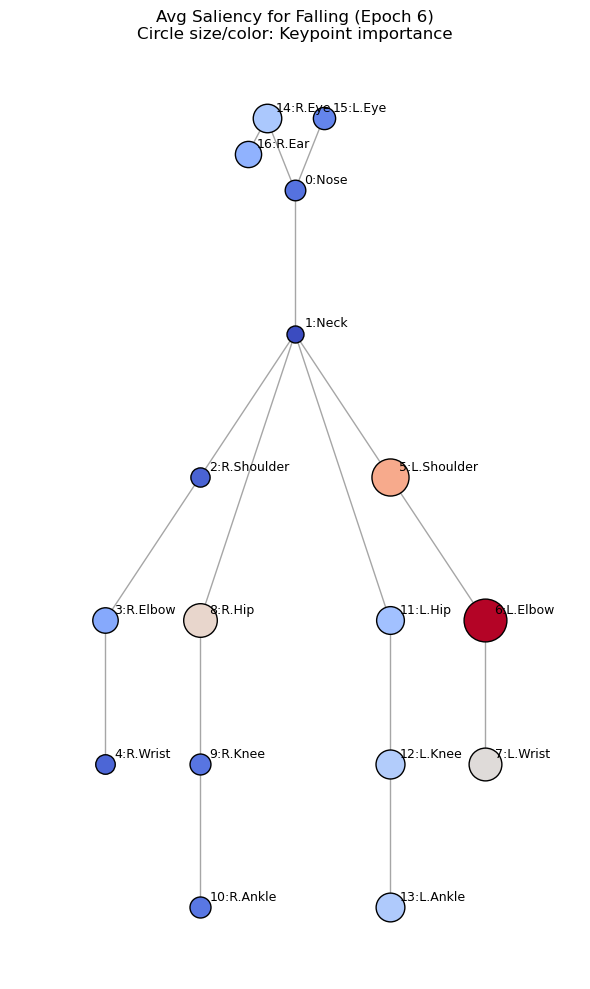 Avg Saliency for Falling (Epoch 6)
Circle size/color: Keypoint importance
14:R.Eye
15:L.Eye
16:R.Ear
0:Nose
1:Neck
2:R.Shoulder
5:L.Shoulder
3:R.Elbow
8:R.Hip
11:L.Hip
6:L.Elbow
4:R.Wrist
9:R.Knee
12:L.Knee
7:L.Wrist
10:R.Ankle
13:L.Ankle